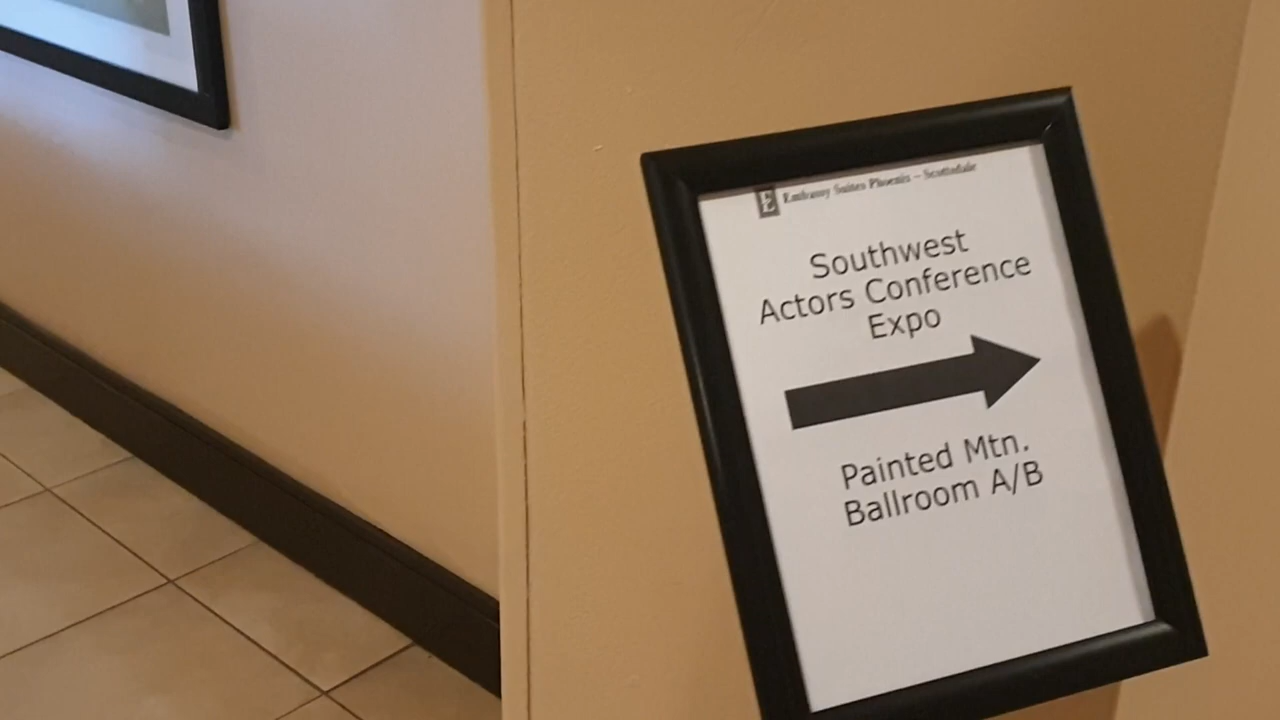 E Embassy Suites Phoenix – Scottsdale
Southwest
Actors Conference
Expo
Painted Mtn.
Ballroom A/B